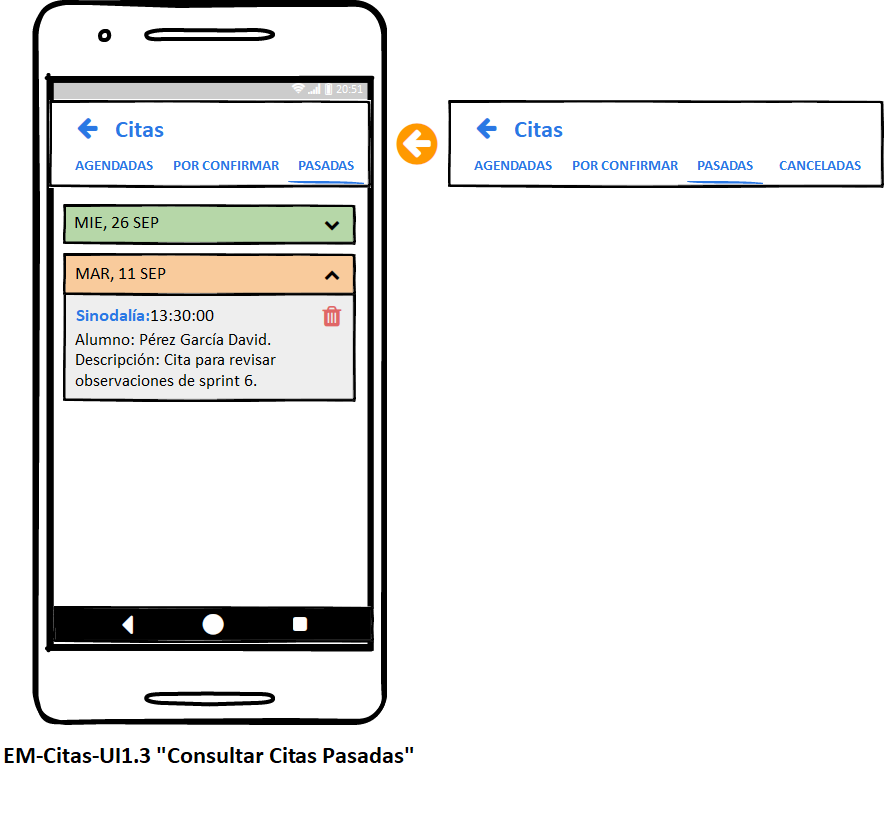 20:51
Citas
AGENDADAS POR CONFIRMAR PASADAS
MIE, 26 SEP
MAR, 11 SEP
Sinodalía:13:30:00
Alumno: Pérez García David.
Descripción: Cita para revisar
observaciones de sprint 6.
Citas
AGENDADAS POR CONFIRMAR PASADAS CANCELADAS
EM-Citas-UI1.3 "Consultar Citas Pasadas"